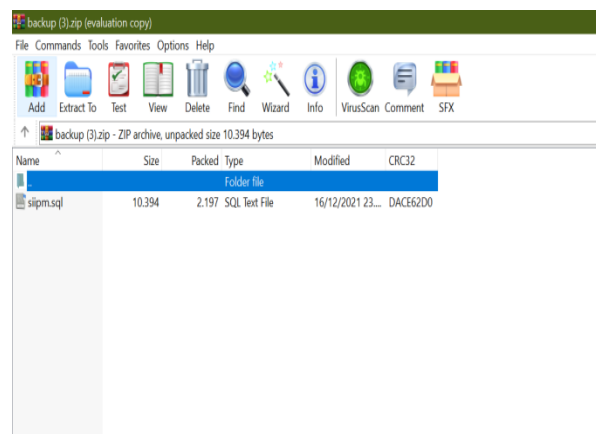 backup (3).zip (evaluation copy)
File Commands Tools Favorites Options Help
Add Extract To Test View Delete Find Wizard Info VirusScan Comment SFX
backup (3).zip - ZIP archive, unpacked size 10.394 bytes
Name Size Packed Type Modified CRC32
.. Folder file
siipm.sql 10.394 2.197 SQL Text File 16/12/2021 23.... DACE62D0